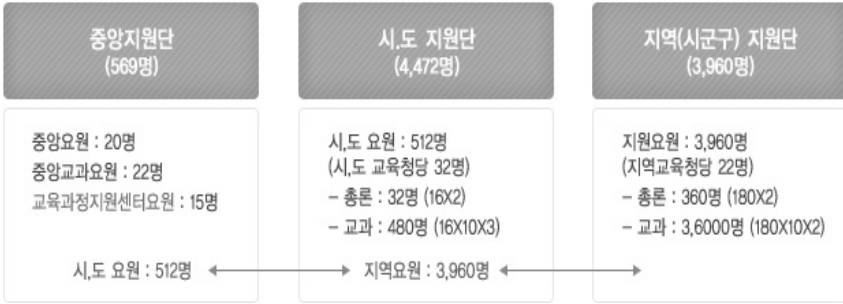 중앙지원단
(569명)
중앙요원 : 20명
중앙교과요원 : 22명
교육과정지원센터요원 : 15명
시,도 요원 : 512명
시,도 지원단
(4,472명)
시,도 요원 : 512명
(시,도 교육청당 32명)
– 총론 : 32명 (16X2)
– 교과 : 480명 (16X10X3)
지역요원 : 3,960명
지역(시군구) 지원단
(3,960명)
지원요원 : 3,960명
(지역교육청당 22명)
– 총론 : 360명 (180X2)
– 교과 : 3,6000명 (180X10X2)